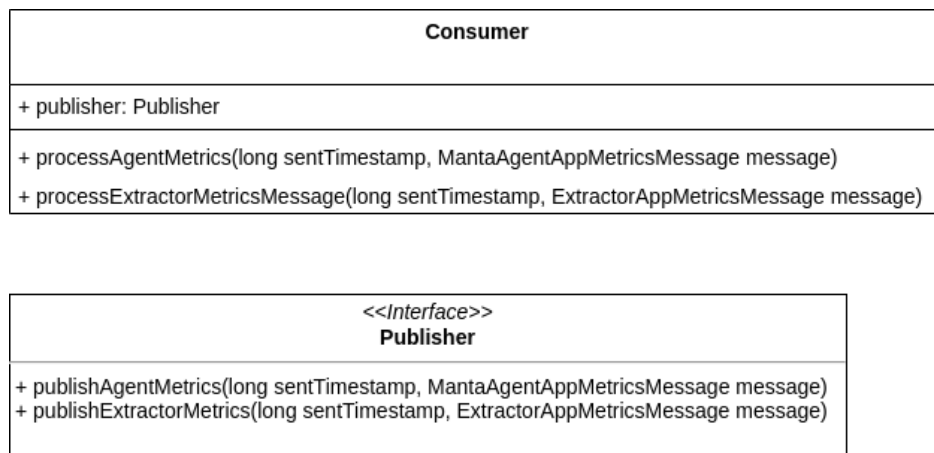 Consumer
+ publisher: Publisher
+ processAgentMetrics(long sentTimestamp, MantaAgentAppMetricsMessage message)
+ processExtractorMetricsMessage(long sentTimestamp, ExtractorAppMetricsMessage message)
<<Interface>>
Publisher
+ publishAgentMetrics(long sentTimestamp, MantaAgentAppMetricsMessage message)
+ publishExtractorMetrics(long sentTimestamp, ExtractorAppMetricsMessage message)